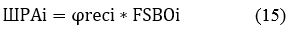 ШРАi = φreci * FSBOi (15)